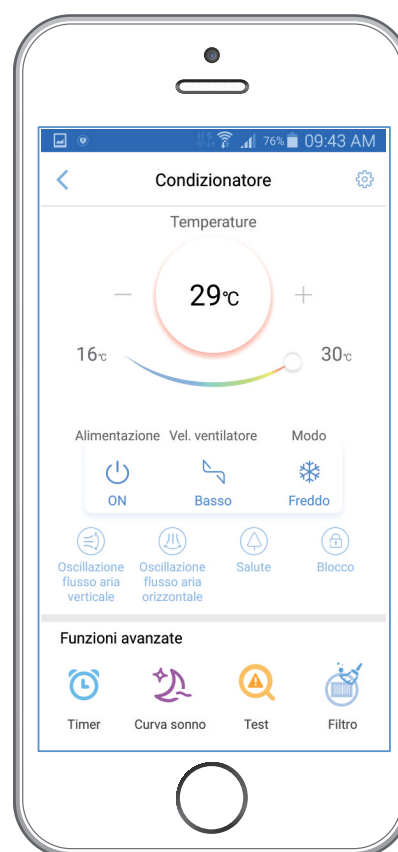 76% 09:43 AM
Condizionatore
Temperature
29°C
16°C 30°C
Alimentazione Vel. ventilatore Modo
ON Basso Freddo
Oscillazione Oscillazione Salute Blocco
flusso aria flusso aria
verticale orizzontale
Funzioni avanzate
Timer Curva sonno Test Filtro